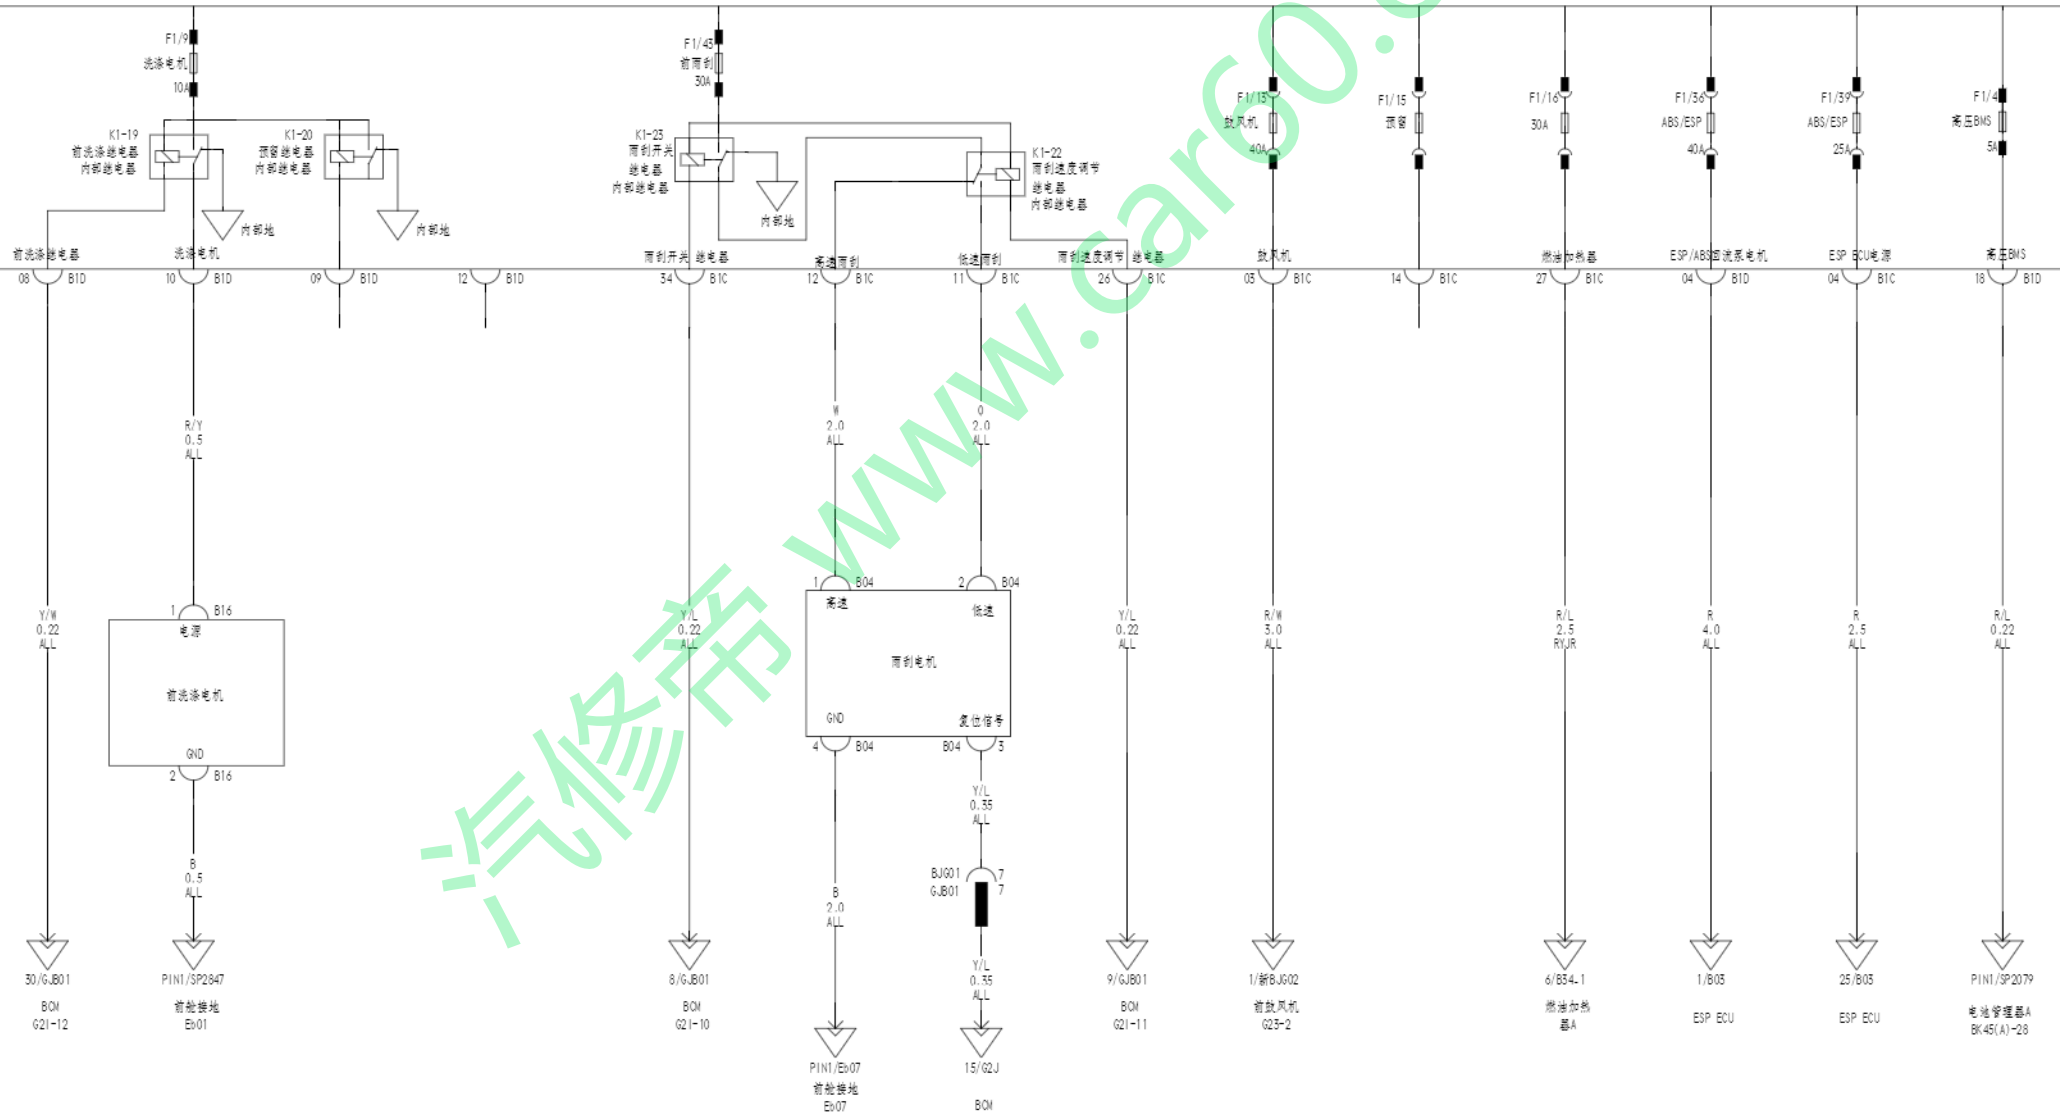 F1/9
洗涤电机
10A
K1-19
前洗涤继电器
内部继电器
K1-20
预留继电器
内部继电器
内部地
内部地
F1/43
前雨刮
30A
K1-23
雨刮开关
继电器
内部继电器
内部地
K1-22
雨刮速度调节
继电器
内部继电器
F1/13
鼓风机
40A
F1/15
预留
F1/16
30A
F1/36
ABS/ESP
40A
F1/39
ABS/ESP
25A
F1/4
高压BMS
5A
前洗涤继电器
08 B1D
洗涤电机
10 B1D
09 B1D
12 B1D
雨刮开关 继电器
34 B1C
高速雨刮
12 B1C
低速雨刮
11 B1C
雨刮速度调节 继电器
26 B1C
鼓风机
03 B1C
14 B1C
燃油加热器
27 B1C
ESP/ABS回流泵电机
04 B1D
ESP ECU电源
04 B1C
高压BMS
18 B1D
R/Y
0.5
ALL
W
2.0
ALL
O
2.0
ALL
Y/W
0.22
ALL
1 B16
电源
前洗涤电机
GND
2 B16
Y/L
0.22
ALL
1 B04
高速
2 B04
低速
雨刮电机
GND
复位信号
4 B04
B04 3
Y/L
0.22
ALL
R/W
3.0
ALL
R/L
2.5
RYJR
R
4.0
ALL
R
2.5
ALL
R/L
0.22
ALL
B
0.5
ALL
B
2.0
ALL
Y/L
0.35
ALL
BJG01 7
GJB01 7
Y/L
0.35
ALL
30/GJB01
BCM
G2I-12
PIN1/SP2847
前舱接地
Eb01
8/GJB01
BCM
G2I-10
PIN1/Eb07
前舱接地
Eb07
15/G2J
BCM
9/GJB01
BCM
G2I-11
1/新BJG02
前鼓风机
G23-2
6/B34-1
燃油加热
器A
1/B03
ESP ECU
25/B03
ESP ECU
PIN1/SP2079
电池管理器A
BK45(A)-28
汽修帝 www.car60.c